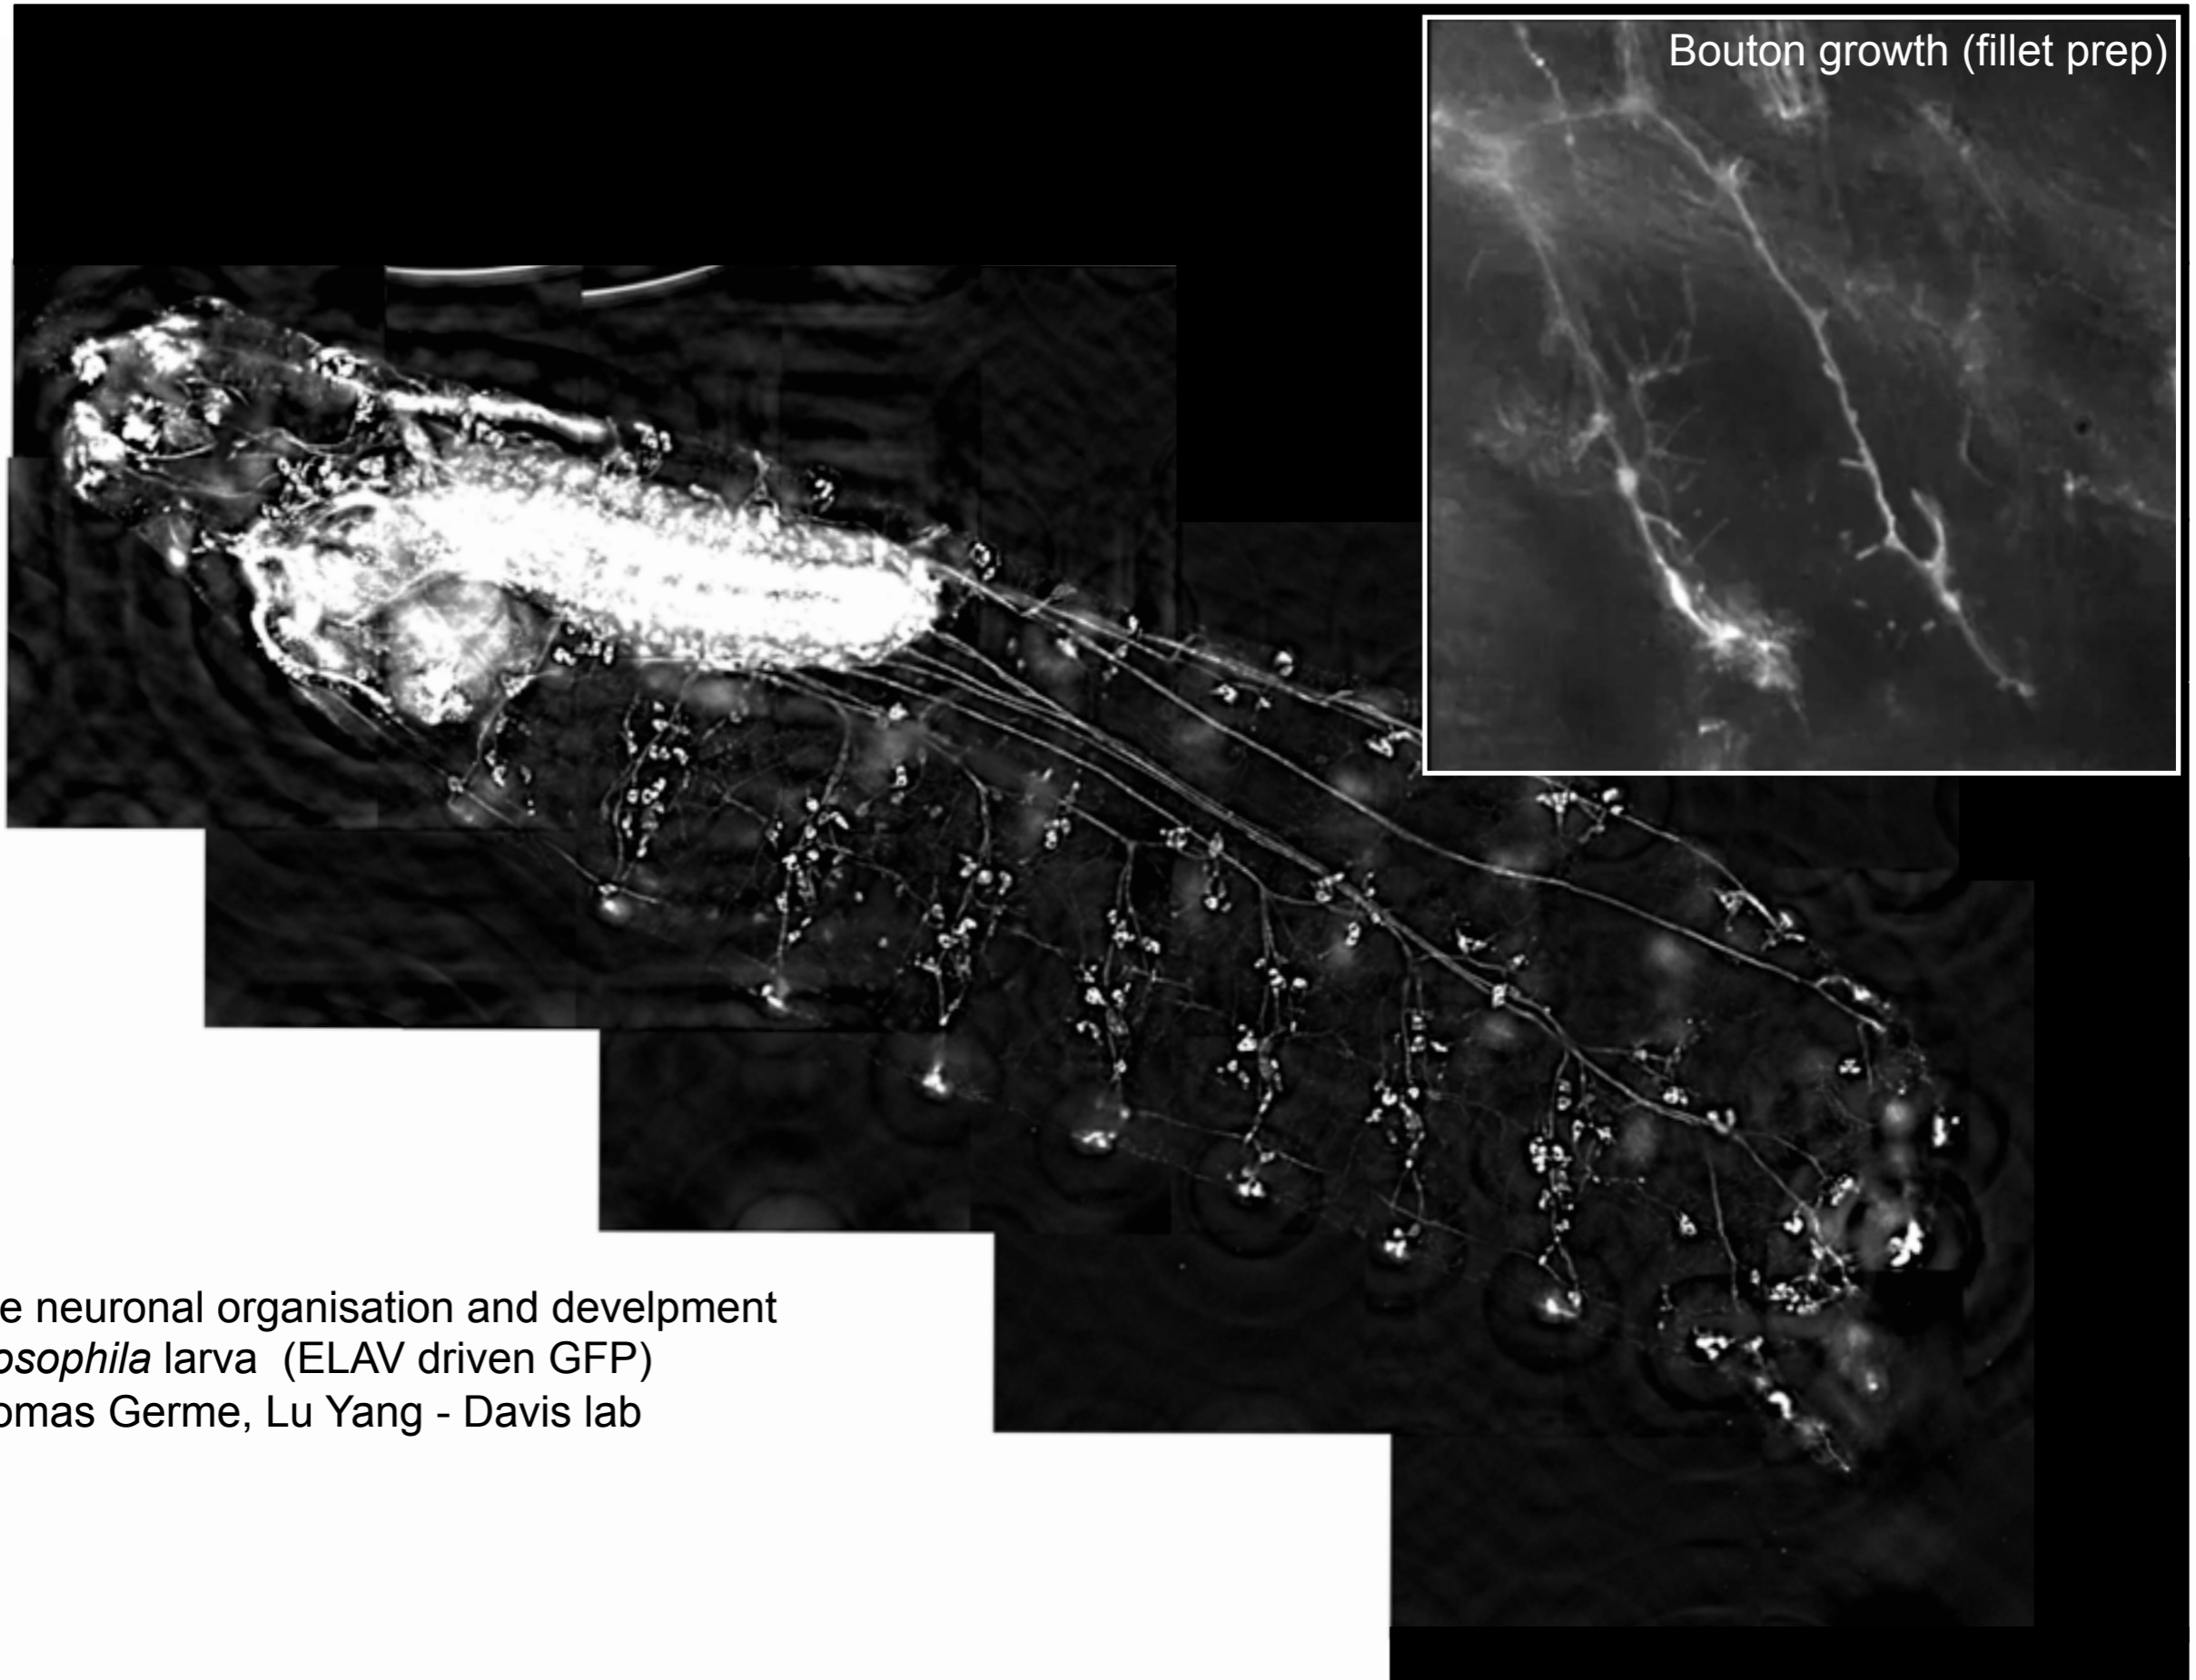 Bouton growth (fillet prep)
e neuronal organisation and develpment
osophila larva (ELAV driven GFP)
omas Germe, Lu Yang - Davis lab